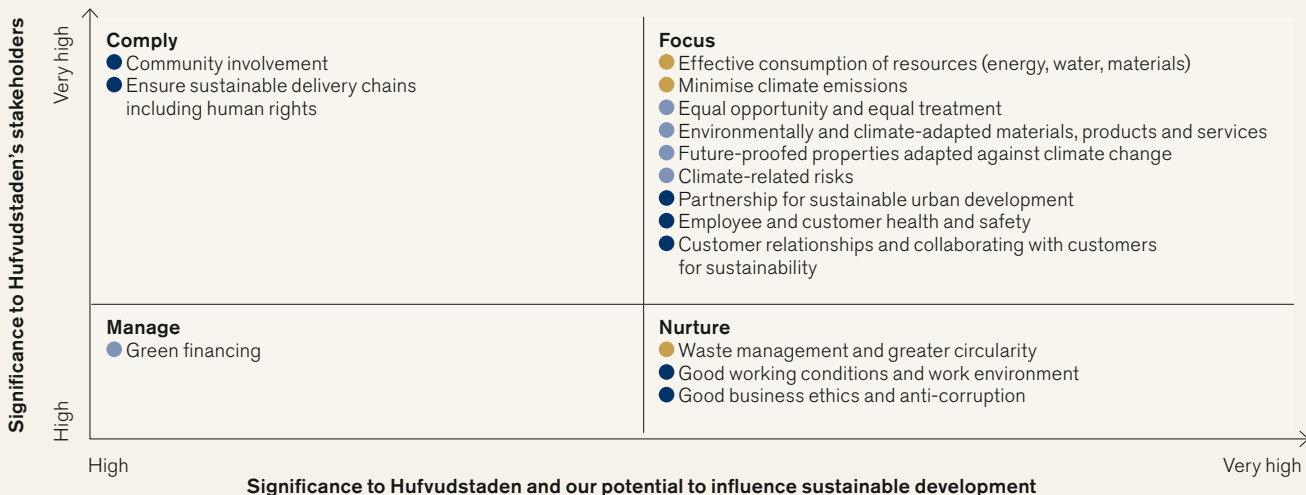 Significance to Hufvudstaden's stakeholders
Very high
High
Comply
Community involvement
Ensure sustainable delivery chains
including human rights
Focus
Effective consumption of resources (energy, water, materials)
Minimise climate emissions
Equal opportunity and equal treatment
Environmentally and climate-adapted materials, products and services
Future-proofed properties adapted against climate change
Climate-related risks
Partnership for sustainable urban development
Employee and customer health and safety
Customer relationships and collaborating with customers
for sustainability
Manage
Green financing
Nurture
Waste management and greater circularity
Good working conditions and work environment
Good business ethics and anti-corruption
High
Very high
Significance to Hufvudstaden and our potential to influence sustainable development